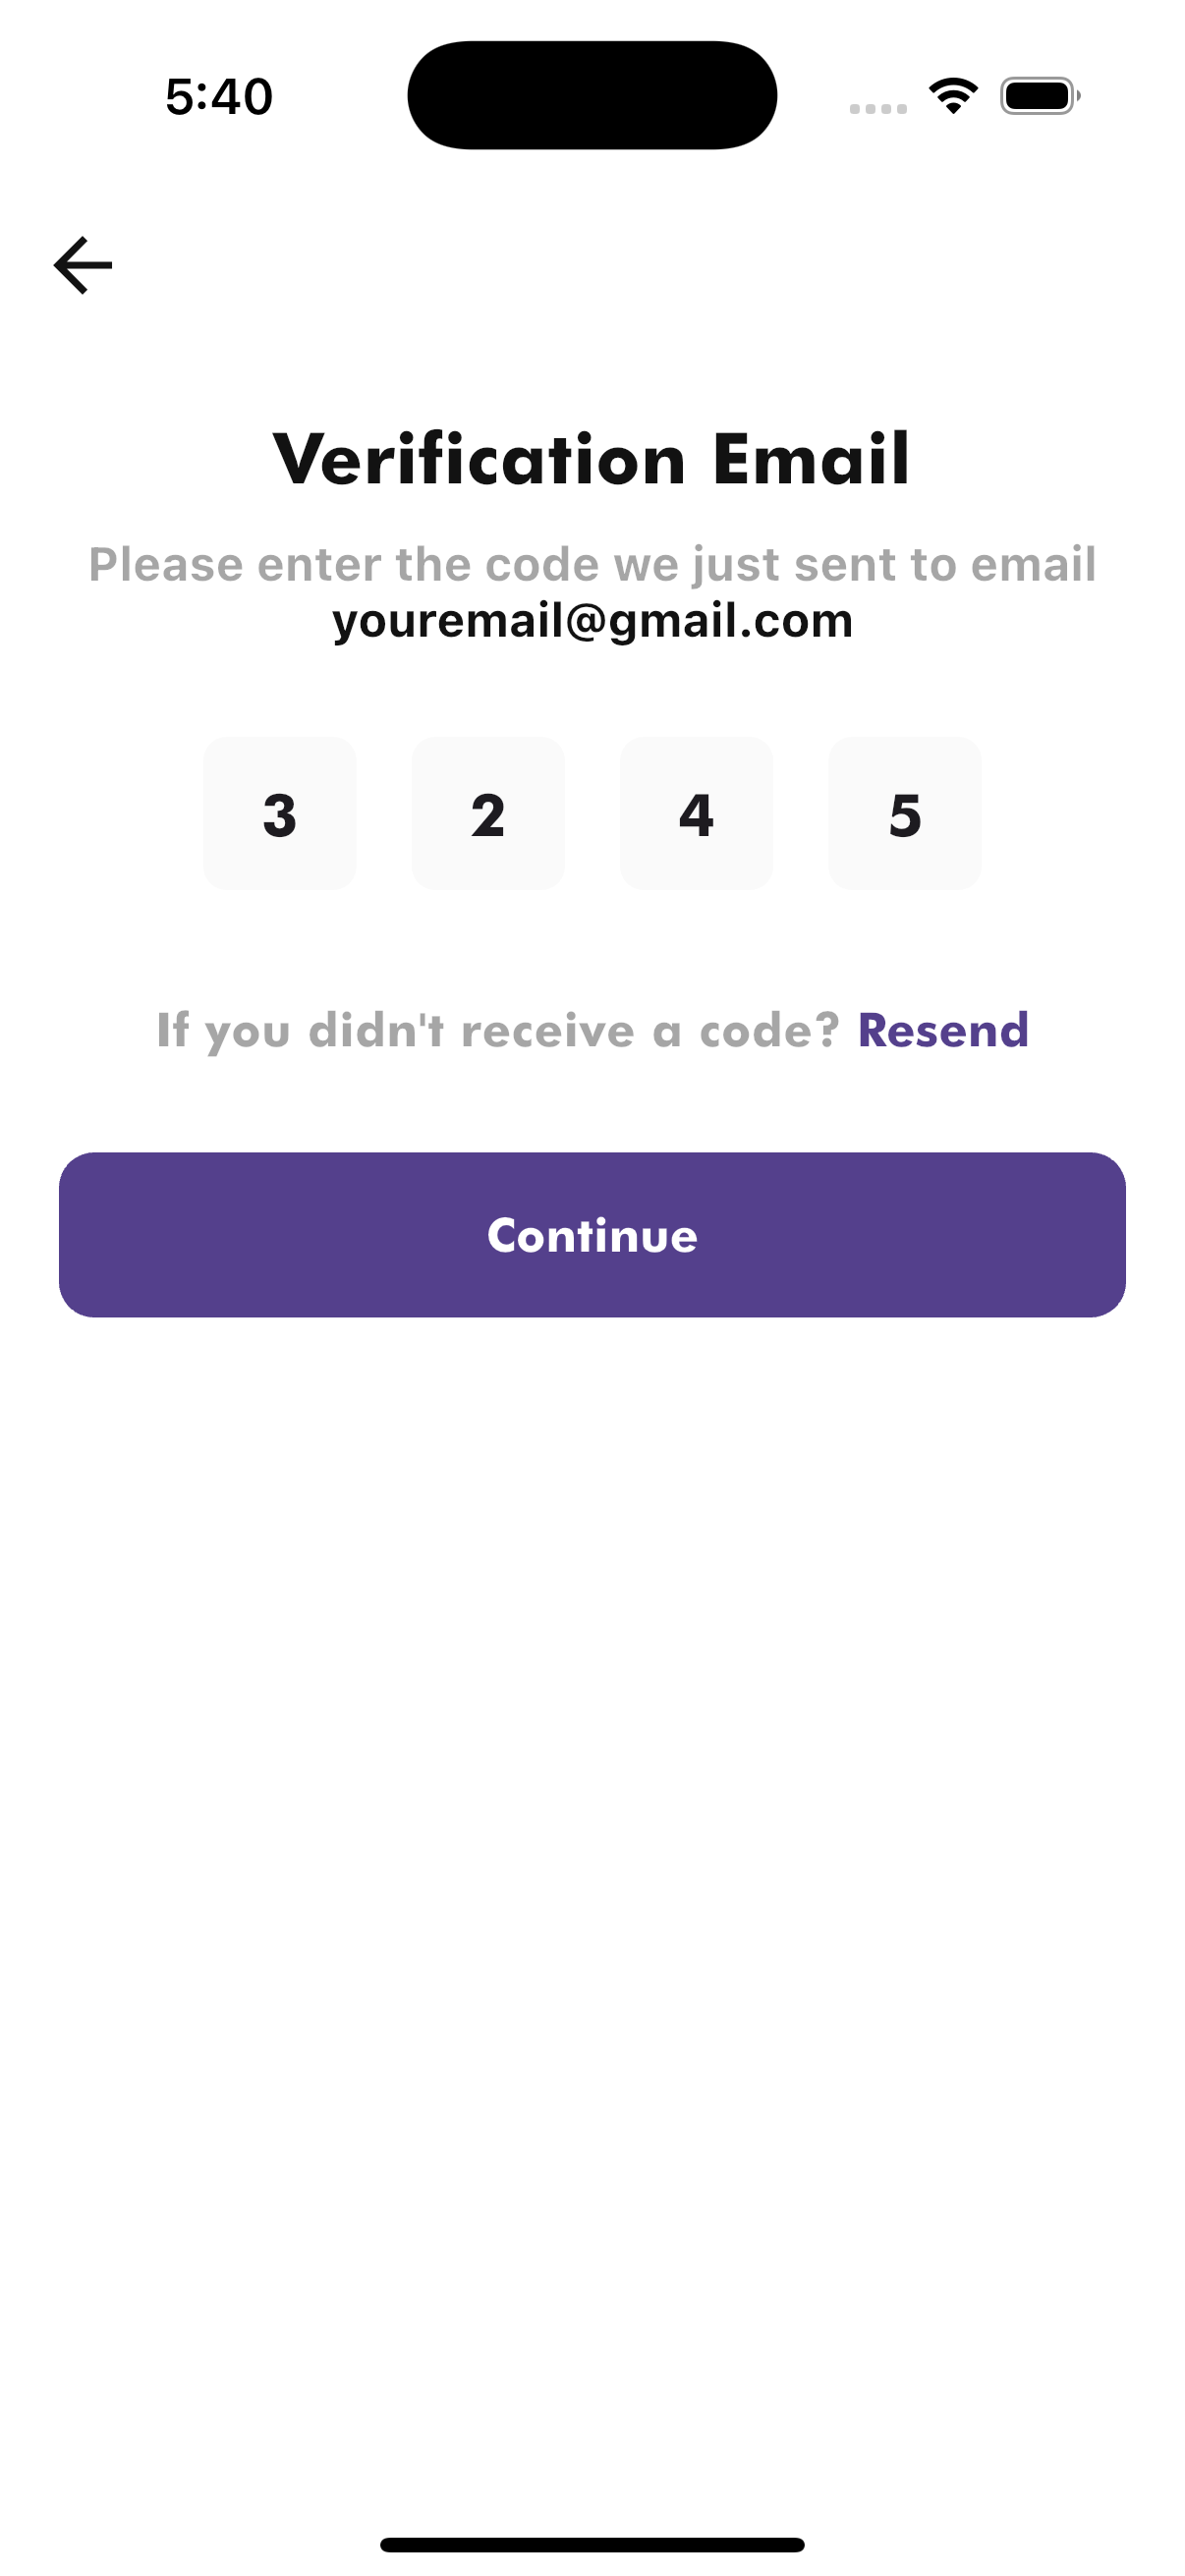 5:40
Verification Email
Please enter the code we just sent to email
youremail@gmail.com
3 2 4 5
If you didn't receive a code? Resend
Continue